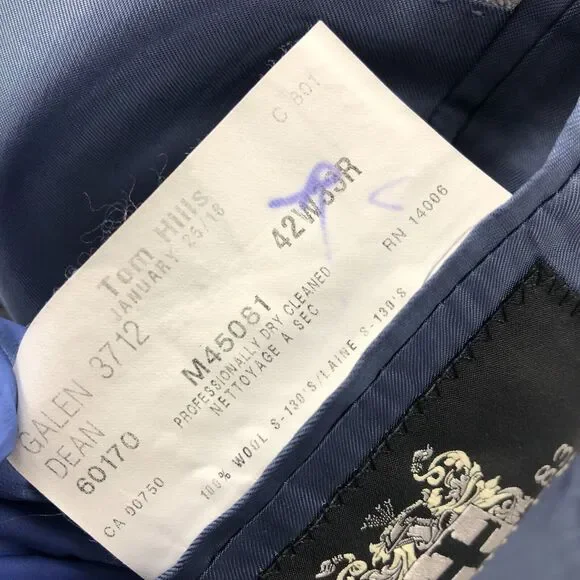 C 801
Tom Hills
JANUARY 25/18
42W39R
GALEN 3712
DEAN
60170
M45081
RN 14006
PROFESSIONALLY DRY CLEANED
NETTOYAGE A SEC
CA 00750
100% WOOL S-130'S/LAINE S-130'S